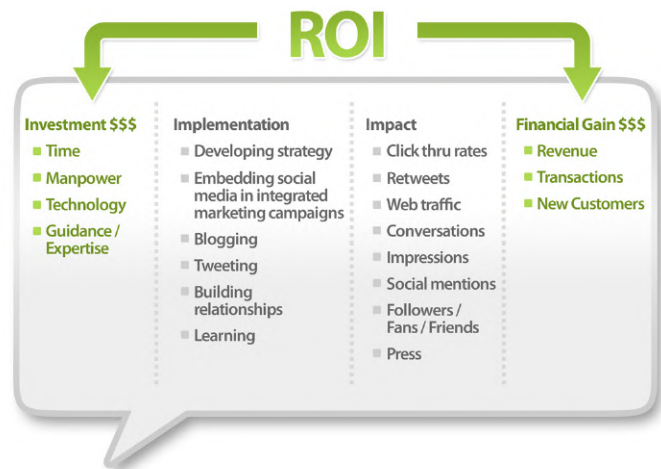 ROI
Investment $$$
Time
Manpower
Technology
Guidance /
Expertise
Implementation
Developing strategy
Embedding social
media in integrated
marketing campaigns
Blogging
Tweeting
Building
relationships
Learning
Impact
Click thru rates
Retweets
Web traffic
Conversations
Impressions
Social mentions
Followers /
Fans / Friends
Press
Financial Gain $$$
Revenue
Transactions
New Customers